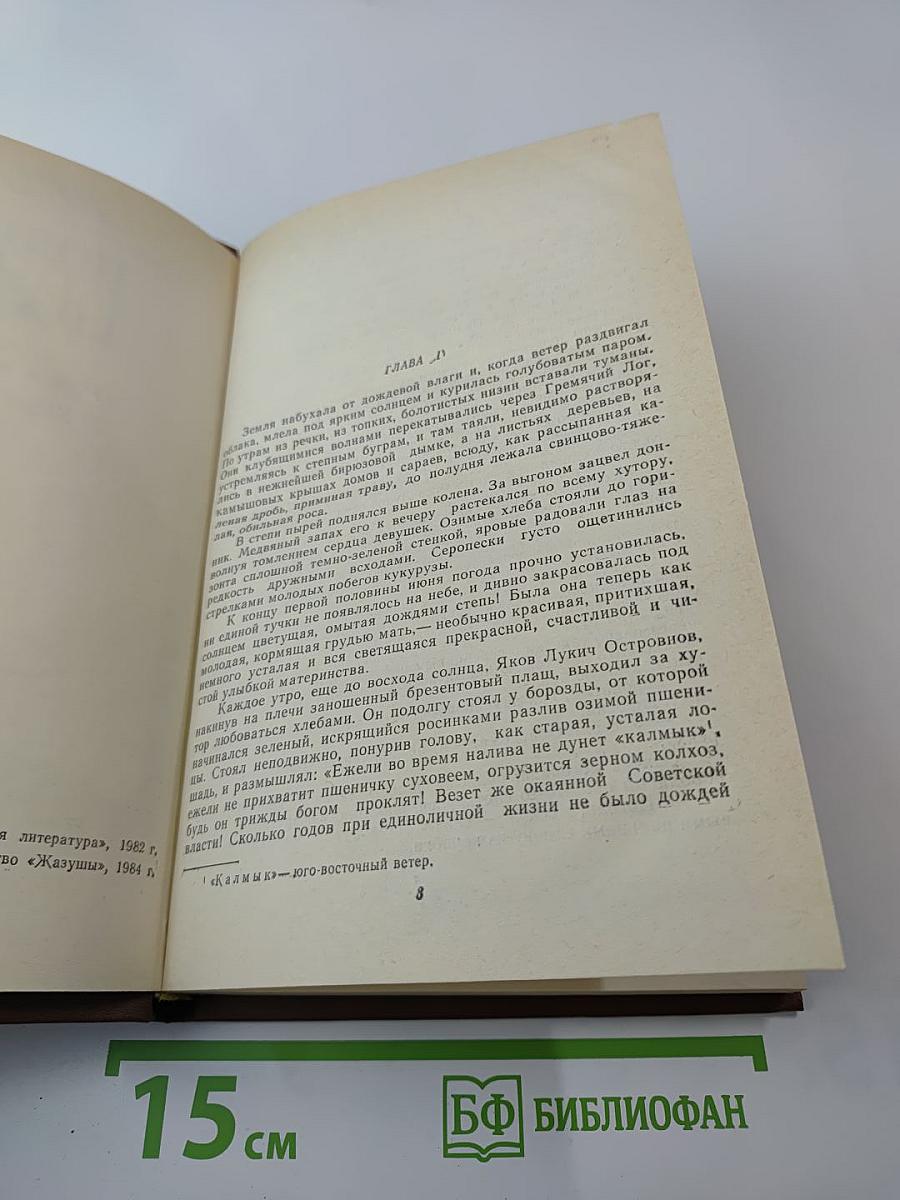 я литература», 1982 г.
тво «Жазушы», 1984 г.
ГЛАВА I
Земля набухала от дождевой влаги и, когда ветер раздвигал
облака, млела под ярким солнцем и курилась голубоватым паром.
По утрам из речки, из топких, болотистых низин вставали туманы.
Они клубящимися волнами перекатывались через Гремячий Лог,
устремляясь к степным буграм, и там таяли, невидимо растворя-
лись в нежнейшей бирюзовой дымке, а на листьях деревьев, на
камышовых крышах домов и сараев, всюду, как рассыпанная ка-
леная дробь, приминая траву, до полудня лежала свинцово-тяже-
лая, обильная роса.
В степи пырей поднялся выше колена. За выгоном зацвел дон-
ник. Медвяный запах его к вечеру растекался по всему хутору,
волнуя томлением сердца девушек. Озимые хлеба стояли до гори-
зонта сплошной темно-зеленой стенкой, яровые радовали глаз на
редкость дружными всходами. Серопески густо ощетинились
стрелками молодых побегов кукурузы.
К концу первой половины июня погода прочно установилась,
ни единой тучки не появлялось на небе, и дивно закрасовалась под
солнцем цветущая, омытая дождями степь! Была она теперь как
молодая, кормящая грудью мать,— необычно красивая, притихшая,
немного усталая и вся светящаяся прекрасной, счастливой и чи-
стой улыбкой материнства.
Каждое утро, еще до восхода солнца, Яков Лукич Островнов,
накинув на плечи заношенный брезентовый плащ, выходил за ху-
тор любоваться хлебами. Он подолгу стоял у борозды, от которой
начинался зеленый, искрящийся росинками разлив озимой пшени-
цы. Стоял неподвижно, понурив голову, как старая, усталая ло-
шадь, и размышлял: «Ежели во время налива не дунет «калмык»¹,
ежели не прихватит пшеничку суховеем, огрузится зерном колхоз,
будь он трижды богом проклят! Везет же окаянной Советской
власти! Сколько годов при единоличной жизни не было дождей
¹ «Калмык»—юго-восточный ветер.
3
15 см
БФ БИБЛИОФАН